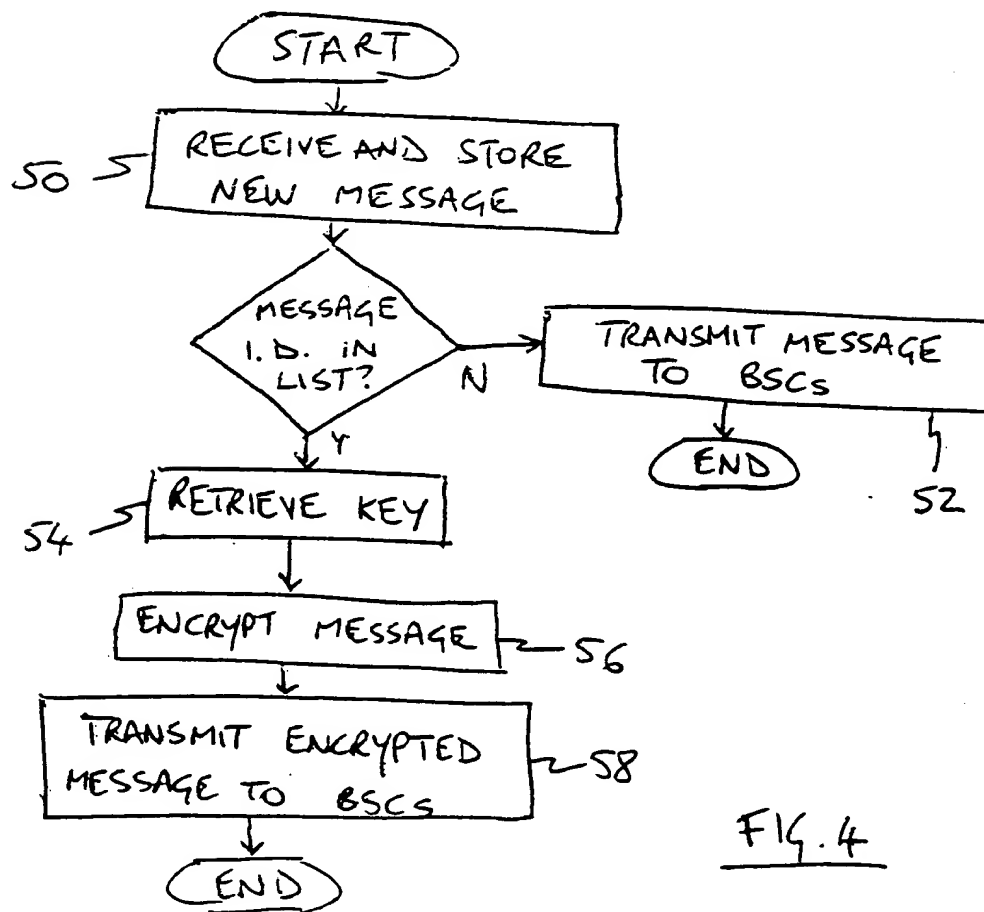 START
50
RECEIVE AND STORE
NEW MESSAGE
MESSAGE
I.D. IN
LIST?
N
TRANSMIT MESSAGE
TO BSCs
END
52
Y
54
RETRIEVE KEY
ENCRYPT MESSAGE
56
TRANSMIT ENCRYPTED
MESSAGE TO BSCs
58
END
FIG. 4